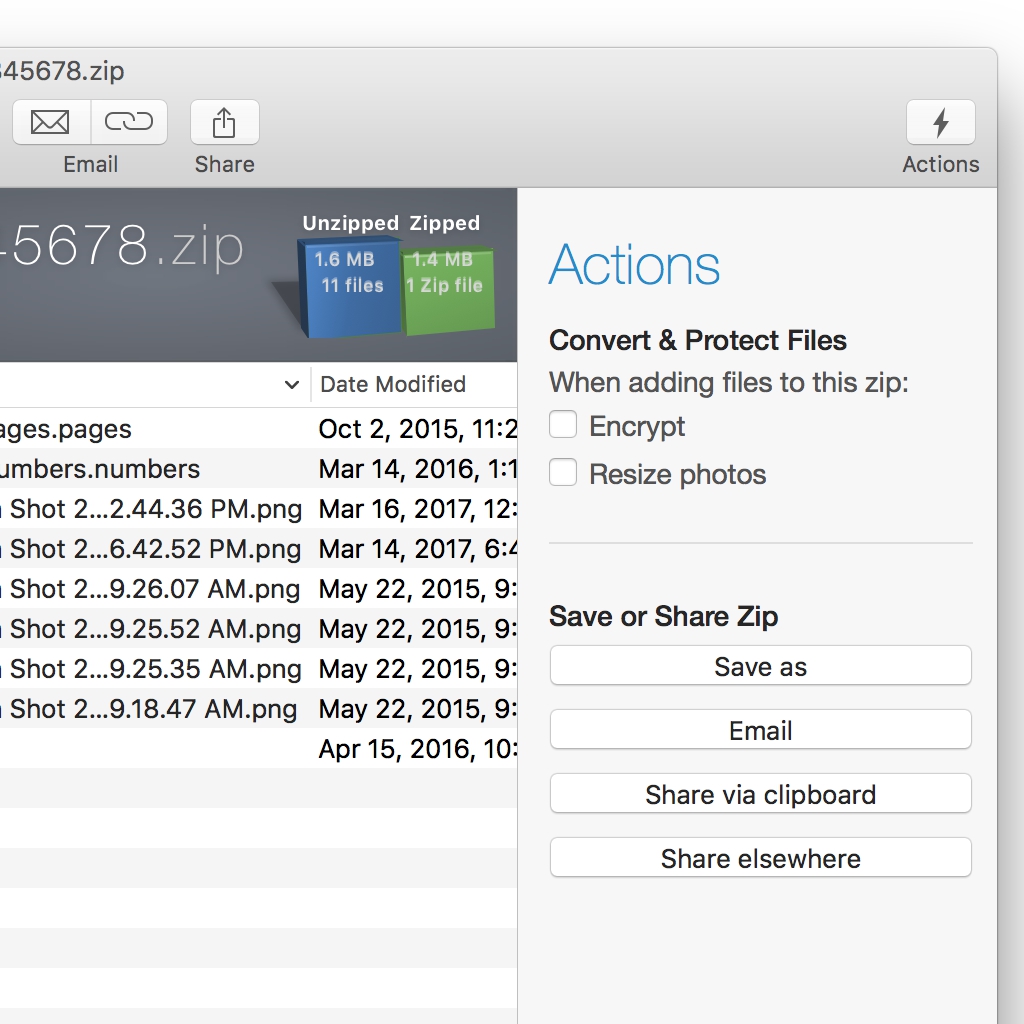 345678.zip
Email Share Actions
45678.zip
Unzipped Zipped
1.6 MB 1.4 MB
11 files 1 Zip file
Date Modified
ages.pages Oct 2, 2015, 11:2
umbers.numbers Mar 14, 2016, 1:1
Shot 2...2.44.36 PM.png Mar 16, 2017, 12:
Shot 2...6.42.52 PM.png Mar 14, 2017, 6:4
Shot 2...9.26.07 AM.png May 22, 2015, 9:
Shot 2...9.25.52 AM.png May 22, 2015, 9:
Shot 2...9.25.35 AM.png May 22, 2015, 9:
Shot 2...9.18.47 AM.png May 22, 2015, 9:
Apr 15, 2016, 10:
Actions
Convert & Protect Files
When adding files to this zip:
Encrypt
Resize photos
Save or Share Zip
Save as
Email
Share via clipboard
Share elsewhere